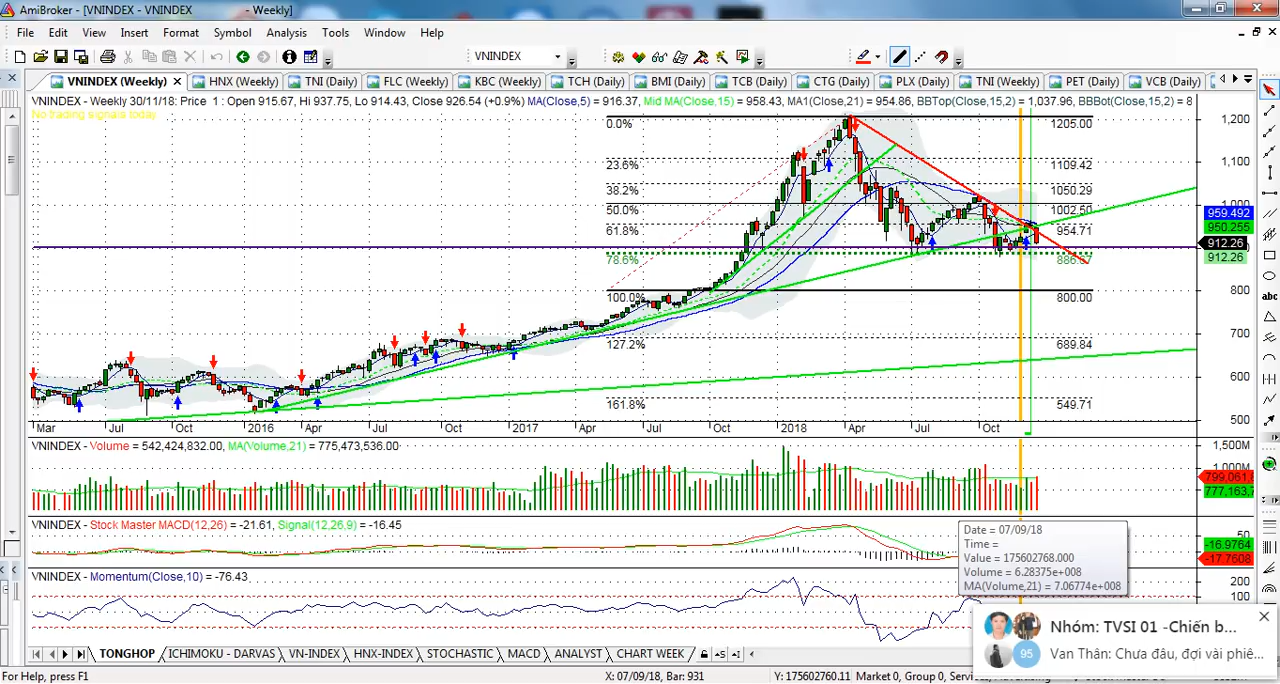 AmiBroker - [VNINDEX - VNINDEX - Weekly]
File Edit View Insert Format Symbol Analysis Tools Window Help
VNINDEX
VNINDEX (Weekly) HNX (Weekly) TNI (Daily) FLC (Weekly) KBC (Weekly) TCH (Daily) BMI (Daily) TCB (Daily) CTG (Daily) PLX (Daily) TNI (Weekly) PET (Daily) VCB (Daily)
VNINDEX - Weekly 30/11/18: Price 1 : Open 915.67, Hi 937.75, Lo 914.43, Close 926.54 (+0.9%) MA(Close,5) = 916.37, Mid MA(Close,15) = 958.43, MA1(Close,21) = 954.86, BBTop(Close,15,2) = 1,037.96, BBBot(Close,15,2) = 8
No trading signals today
0.0% 1205.00
1,200
23.6% 1109.42
1,100
38.2% 1050.29
50.0% 1002.50
1,000
959.492
61.8% 954.71
950.255
912.26
912.26
78.6%
800
100.0% 800.00
700
127.2% 689.84
600
161.8% 549.71
500
Mar Jul Oct 2016 Apr Jul Oct 2017 Apr Jul Oct 2018 Apr Jul Oct
VNINDEX - Volume = 542,424,832.00, MA(Volume,21) = 775,473,536.00
1,500M
1,000M
799,061,
777,163,
VNINDEX - Stock Master MACD(12,26) = -21.61, Signal(12,26,9) = -16.45
50
-16.9764
-17.7608
Date = 07/09/18
Time =
Value = 175602768.000
Volume = 6.28375e+008
MA(Volume,21) = 7.06774e+008
VNINDEX - Momentum(Close,10) = -76.43
200
100
Nhóm: TVSI 01 -Chiến b...
95
Van Thân: Chưa đâu, đợi vài phiê...
TONGHOP ICHIMOKU - DARVAS VN-INDEX HNX-INDEX STOCHASTIC MACD ANALYST CHART WEEK
For Help, press F1 X: 07/09/18, Bar: 931 Y: 175602760.11 Market 0, Group 0,